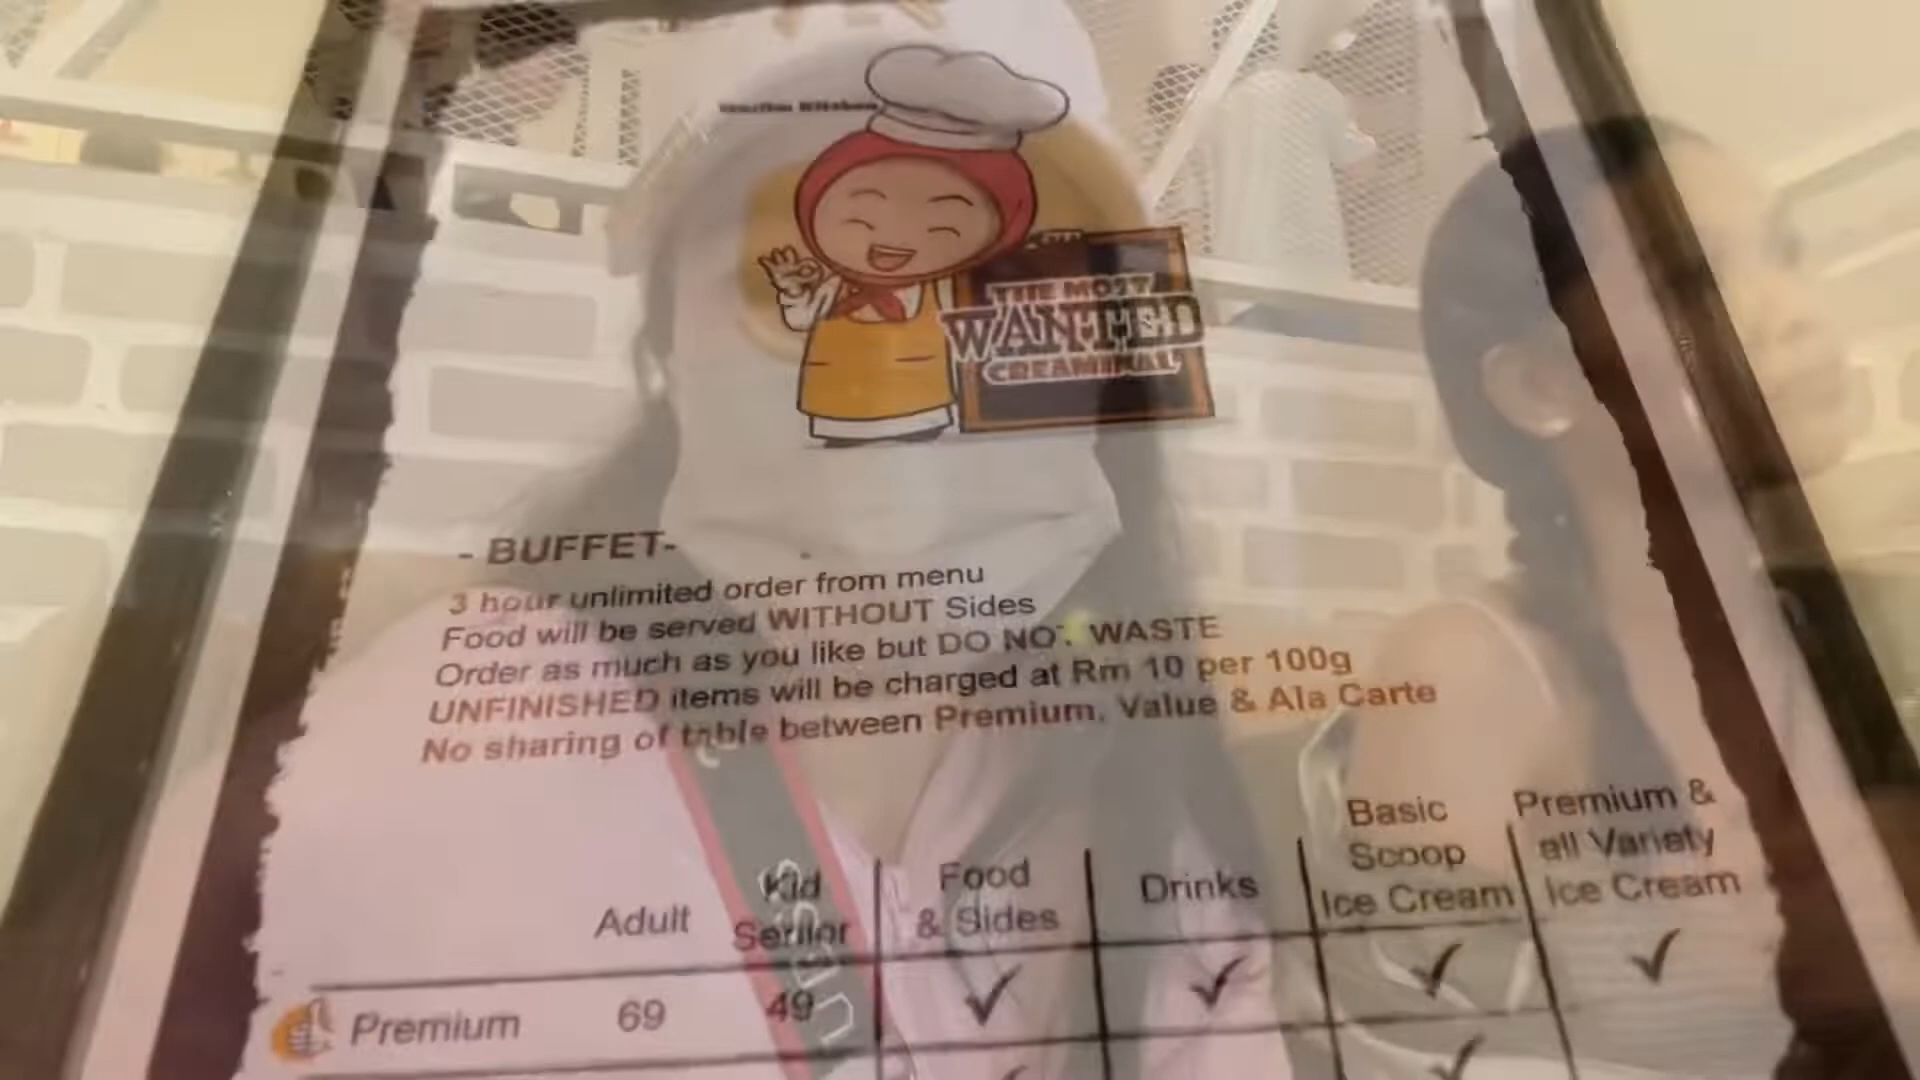 Muslim Kitchen
THE MOST
WANTED
CREAMINAL
- BUFFET-
3 hour unlimited order from menu
Food will be served WITHOUT Sides
Order as much as you like but DO NOT WASTE
UNFINISHED items will be charged at Rm 10 per 100g
No sharing of table between Premium, Value & Ala Carte
Adult
Kid
Senior
Food
& Sides
Drinks
Basic
Scoop
Ice Cream
Premium &
all Variety
Ice Cream
Premium 69 49 ✓ ✓ ✓ ✓